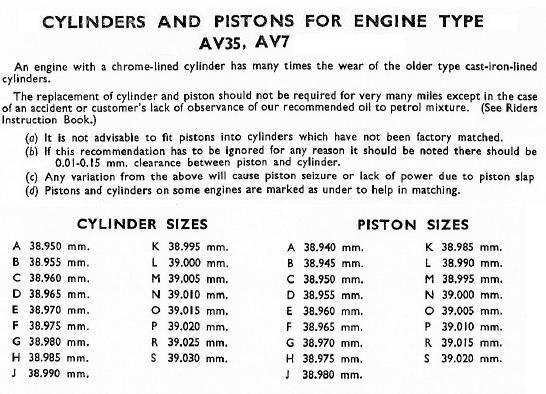 CYLINDERS AND PISTONS FOR ENGINE TYPE
AV35, AV7
An engine with a chrome-lined cylinder has many times the wear of the older type cast-iron-lined
cylinders.
The replacement of cylinder and piston should not be required for very many miles except in the case
of an accident or customer's lack of observance of our recommended oil to petrol mixture. (See Riders
Instruction Book.)
(a) It is not advisable to fit pistons into cylinders which have not been factory matched.
(b) If this recommendation has to be ignored for any reason it should be noted there should be
0.01-0.15 mm. clearance between piston and cylinder.
(c) Any variation from the above will cause piston seizure or lack of power due to piston slap
(d) Pistons and cylinders on some engines are marked as under to help in matching.
CYLINDER SIZES
A 38.950 mm. K 38.995 mm.
B 38.955 mm. L 39.000 mm.
C 38.960 mm. M 39.005 mm.
D 38.965 mm. N 39.010 mm.
E 38.970 mm. O 39.015 mm.
F 38.975 mm. P 39.020 mm.
G 38.980 mm. R 39.025 mm.
H 38.985 mm. S 39.030 mm.
J 38.990 mm.
PISTON SIZES
A 38.940 mm. K 38.985 mm.
B 38.945 mm. L 38.990 mm.
C 38.950 mm. M 38.995 mm.
D 38.955 mm. N 39.000 mm.
E 38.960 mm. O 39.005 mm.
F 38.965 mm. P 39.010 mm.
G 38.970 mm. R 39.015 mm.
H 38.975 mm. S 39.020 mm.
J 38.980 mm.